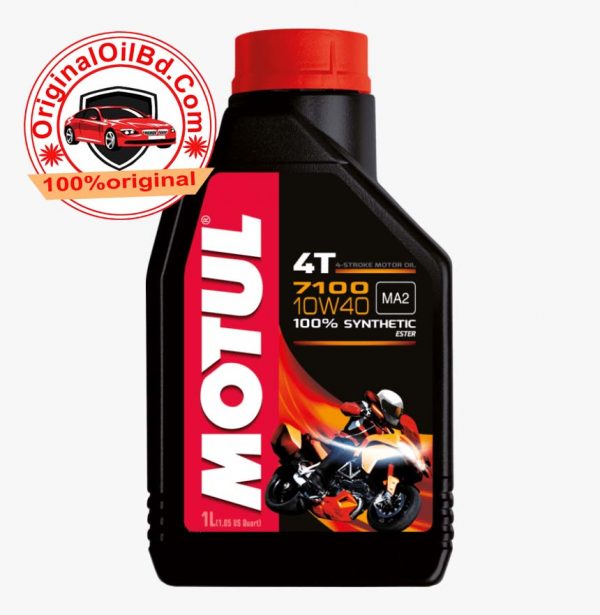 OriginalOilBd.Com
100%original
MOTUL®
4T 4-STROKE MOTOR OIL
7100
10W40 MA2
100% SYNTHETIC
ESTER
1L(1.05 US Quart)